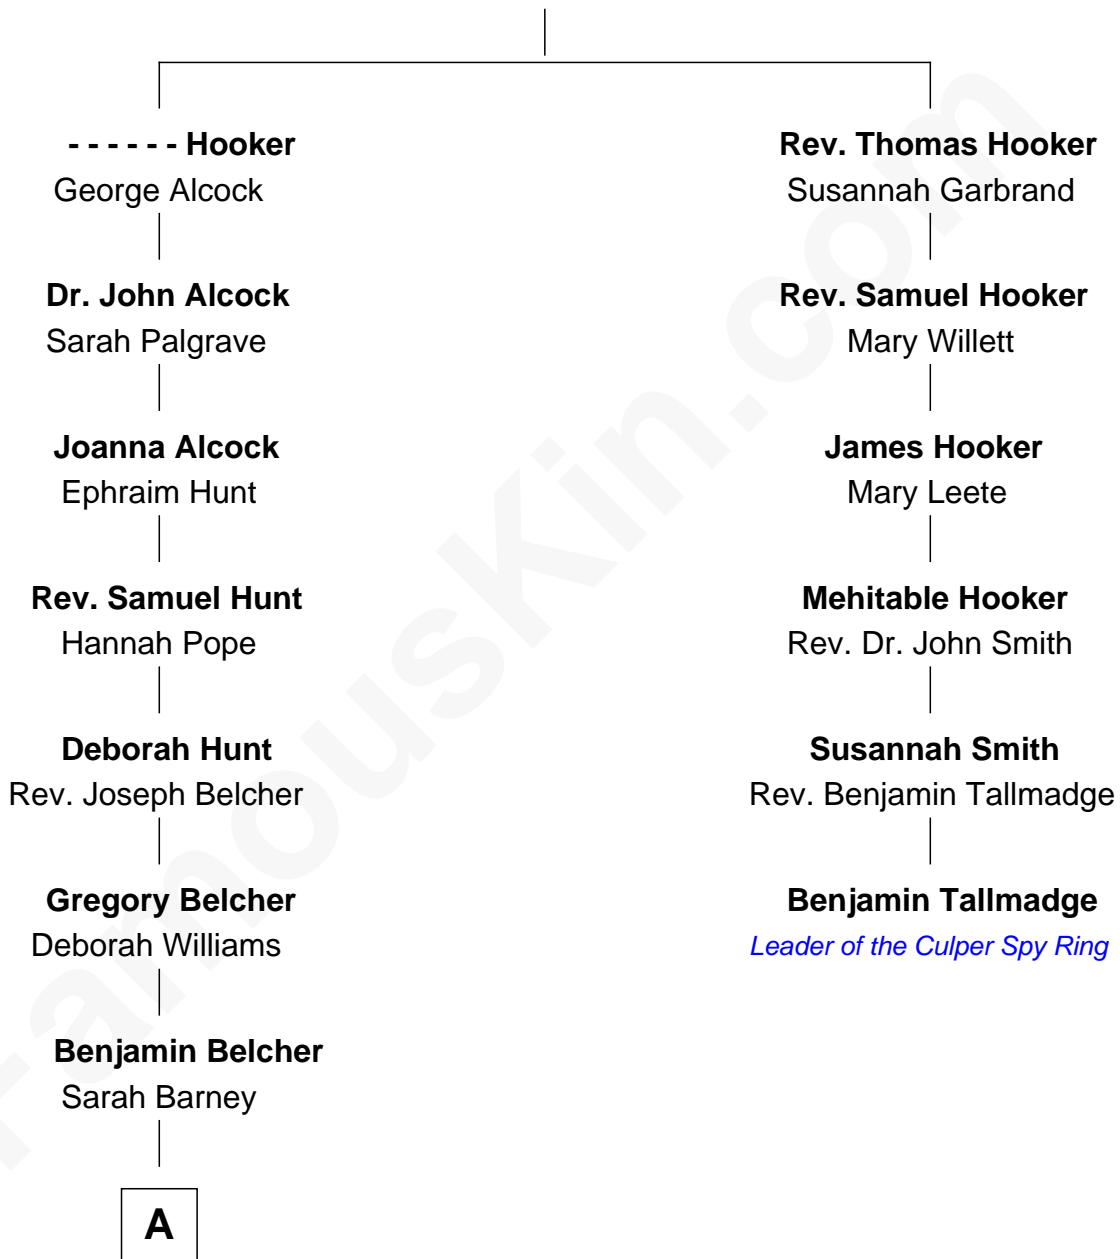 - - - - - - Hooker
George Alcock
Dr. John Alcock
Sarah Palgrave
Joanna Alcock
Ephraim Hunt
Rev. Samuel Hunt
Hannah Pope
Deborah Hunt
Rev. Joseph Belcher
Gregory Belcher
Deborah Williams
Benjamin Belcher
Sarah Barney
A
Rev. Thomas Hooker
Susannah Garbrand
Rev. Samuel Hooker
Mary Willett
James Hooker
Mary Leete
Mehitable Hooker
Rev. Dr. John Smith
Susannah Smith
Rev. Benjamin Tallmadge
Benjamin Tallmadge
Leader of the Culper Spy Ring
FamousKin.com